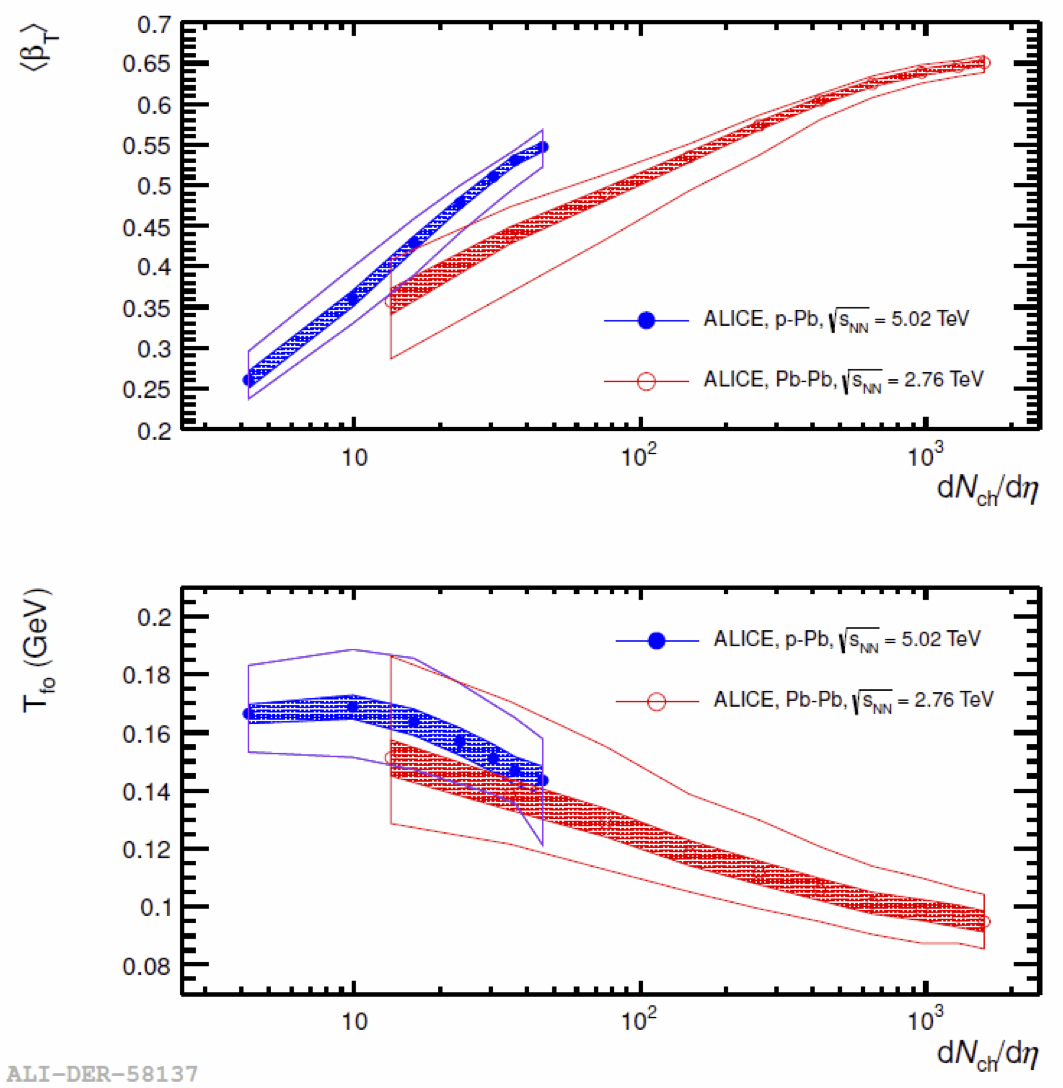 ⟨β_T⟩
0.7
0.65
0.6
0.55
0.5
0.45
0.4
0.35
0.3
0.25
0.2
ALICE, p-Pb, √s_NN = 5.02 TeV
ALICE, Pb-Pb, √s_NN = 2.76 TeV
10
10²
10³
dN_ch/dη
T_fo (GeV)
0.2
0.18
0.16
0.14
0.12
0.1
0.08
ALICE, p-Pb, √s_NN = 5.02 TeV
ALICE, Pb-Pb, √s_NN = 2.76 TeV
10
10²
10³
dN_ch/dη
ALI-DER-58137